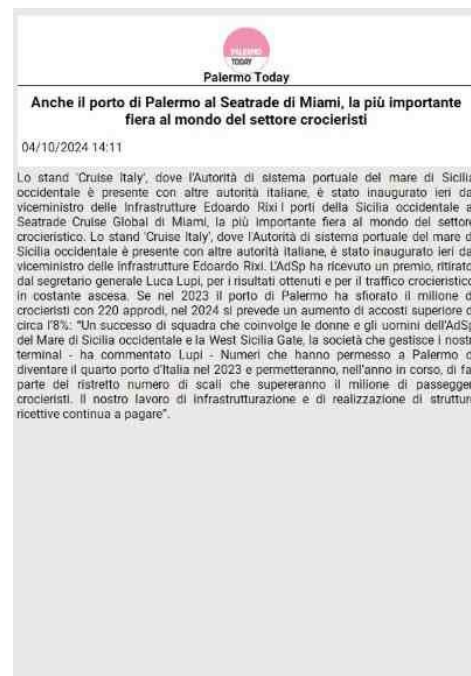 PALERMO
TODAY
Palermo Today
Anche il porto di Palermo al Seatrade di Miami, la più importante
fiera al mondo del settore crocieristi
04/10/2024 14:11
Lo stand 'Cruise Italy', dove l'Autorità di sistema portuale del mare di Sicilia
occidentale è presente con altre autorità italiane, è stato inaugurato ieri da
viceministro delle Infrastrutture Edoardo Rixi I porti della Sicilia occidentale a
Seatrade Cruise Global di Miami, la più importante fiera al mondo del settore
crocieristico. Lo stand 'Cruise Italy', dove l'Autorità di sistema portuale del mare d
Sicilia occidentale è presente con altre autorità italiane, è stato inaugurato ieri da
viceministro delle Infrastrutture Edoardo Rixi. L'AdSp ha ricevuto un premio, ritirato
dal segretario generale Luca Lupi, per i risultati ottenuti e per il traffico crocieristico
in costante ascesa. Se nel 2023 il porto di Palermo ha sfiorato il milione d
crocieristi con 220 approdi, nel 2024 si prevede un aumento di accosti superiore d
circa l'8%: "Un successo di squadra che coinvolge le donne e gli uomini dell'AdSp
del Mare di Sicilia occidentale e la West Sicilia Gate, la società che gestisce i nostr
terminal - ha commentato Lupi - Numeri che hanno permesso a Palermo d
diventare il quarto porto d'Italia nel 2023 e permetteranno, nell'anno in corso, di fa
parte del ristretto numero di scali che supereranno il milione di passegger
crocieristi. Il nostro lavoro di infrastrutturazione e di realizzazione di struttur
ricettive continua a pagare".